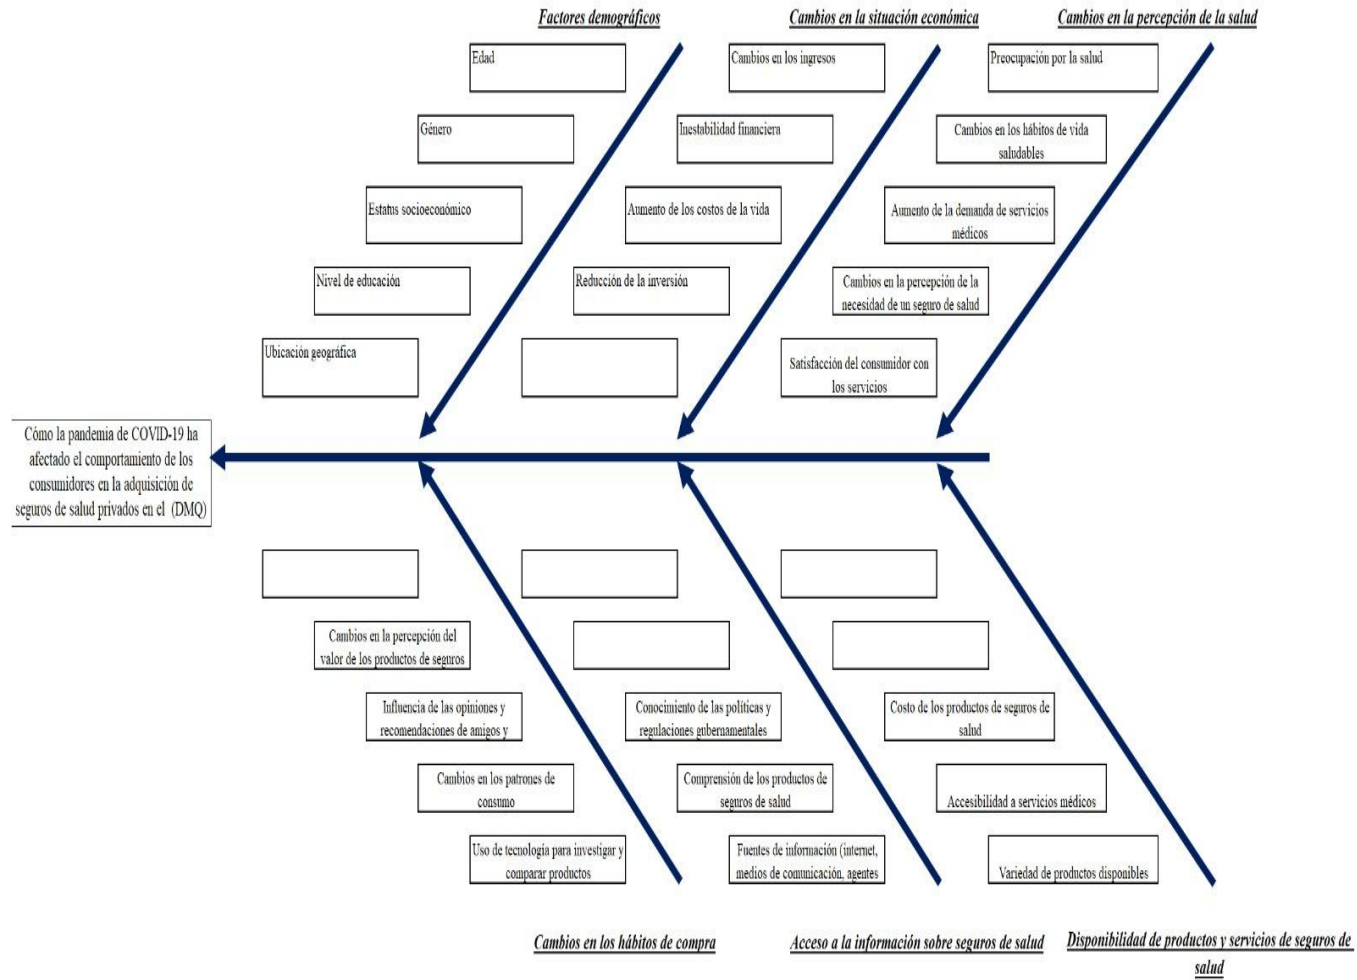 Factores demográficos
Cambios en la situación económica
Cambios en la percepción de la salud
Edad
Cambios en los ingresos
Preocupación por la salud
Género
Inestabilidad financiera
Cambios en los hábitos de vida
saludables
Estatus socioeconómico
Aumento de los costos de la vida
Aumento de la demanda de servicios
médicos
Nivel de educación
Reducción de la inversión
Cambios en la percepción de la
necesidad de un seguro de salud
Ubicación geográfica
Satisfacción del consumidor con
los servicios
Cómo la pandemia de COVID-19 ha
afectado el comportamiento de los
consumidores en la adquisición de
seguros de salud privados en el (DMQ)
Cambios en la percepción del
valor de los productos de seguros
Influencia de las opiniones y
recomendaciones de amigos y
Conocimiento de las políticas y
regulaciones gubernamentales
Costo de los productos de seguros de
salud
Cambios en los patrones de
consumo
Comprensión de los productos de
seguros de salud
Accesibilidad a servicios médicos
Uso de tecnología para investigar y
comparar productos
Fuentes de información (internet,
medios de comunicación, agentes
Variedad de productos disponibles
Cambios en los hábitos de compra
Acceso a la información sobre seguros de salud
Disponibilidad de productos y servicios de seguros de
salud